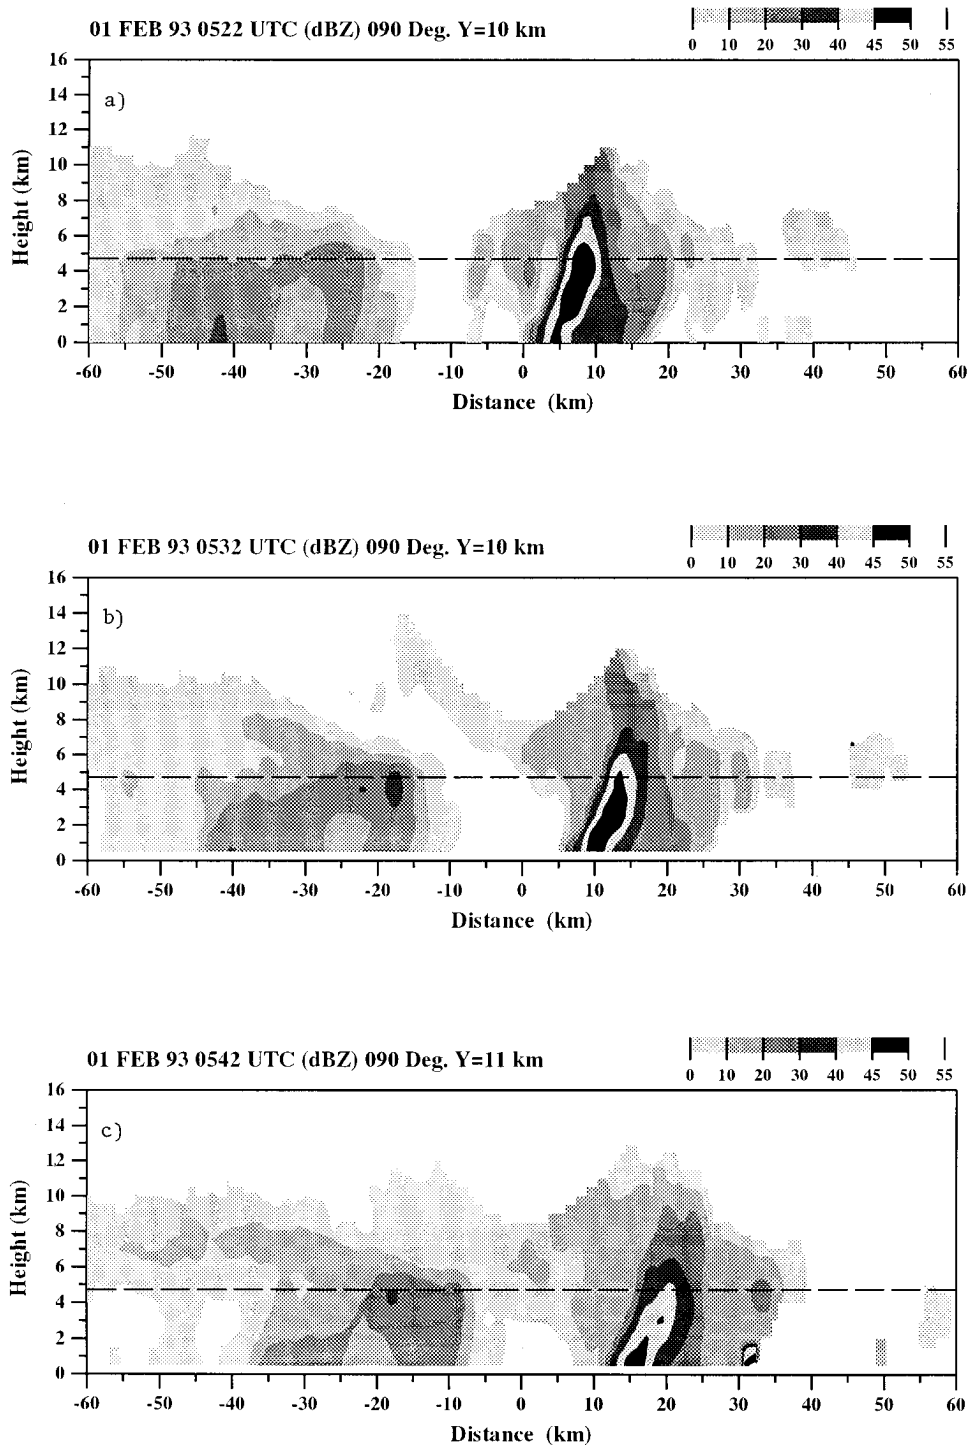 01 FEB 93 0522 UTC (dBZ) 090 Deg. Y=10 km
0 10 20 30 40 45 50 55
a)
16
14
12
10
8
6
4
2
0
Height (km)
-60 -50 -40 -30 -20 -10 0 10 20 30 40 50 60
Distance (km)
01 FEB 93 0532 UTC (dBZ) 090 Deg. Y=10 km
0 10 20 30 40 45 50 55
b)
16
14
12
10
8
6
4
2
0
Height (km)
-60 -50 -40 -30 -20 -10 0 10 20 30 40 50 60
Distance (km)
01 FEB 93 0542 UTC (dBZ) 090 Deg. Y=11 km
0 10 20 30 40 45 50 55
c)
16
14
12
10
8
6
4
2
0
Height (km)
-60 -50 -40 -30 -20 -10 0 10 20 30 40 50 60
Distance (km)